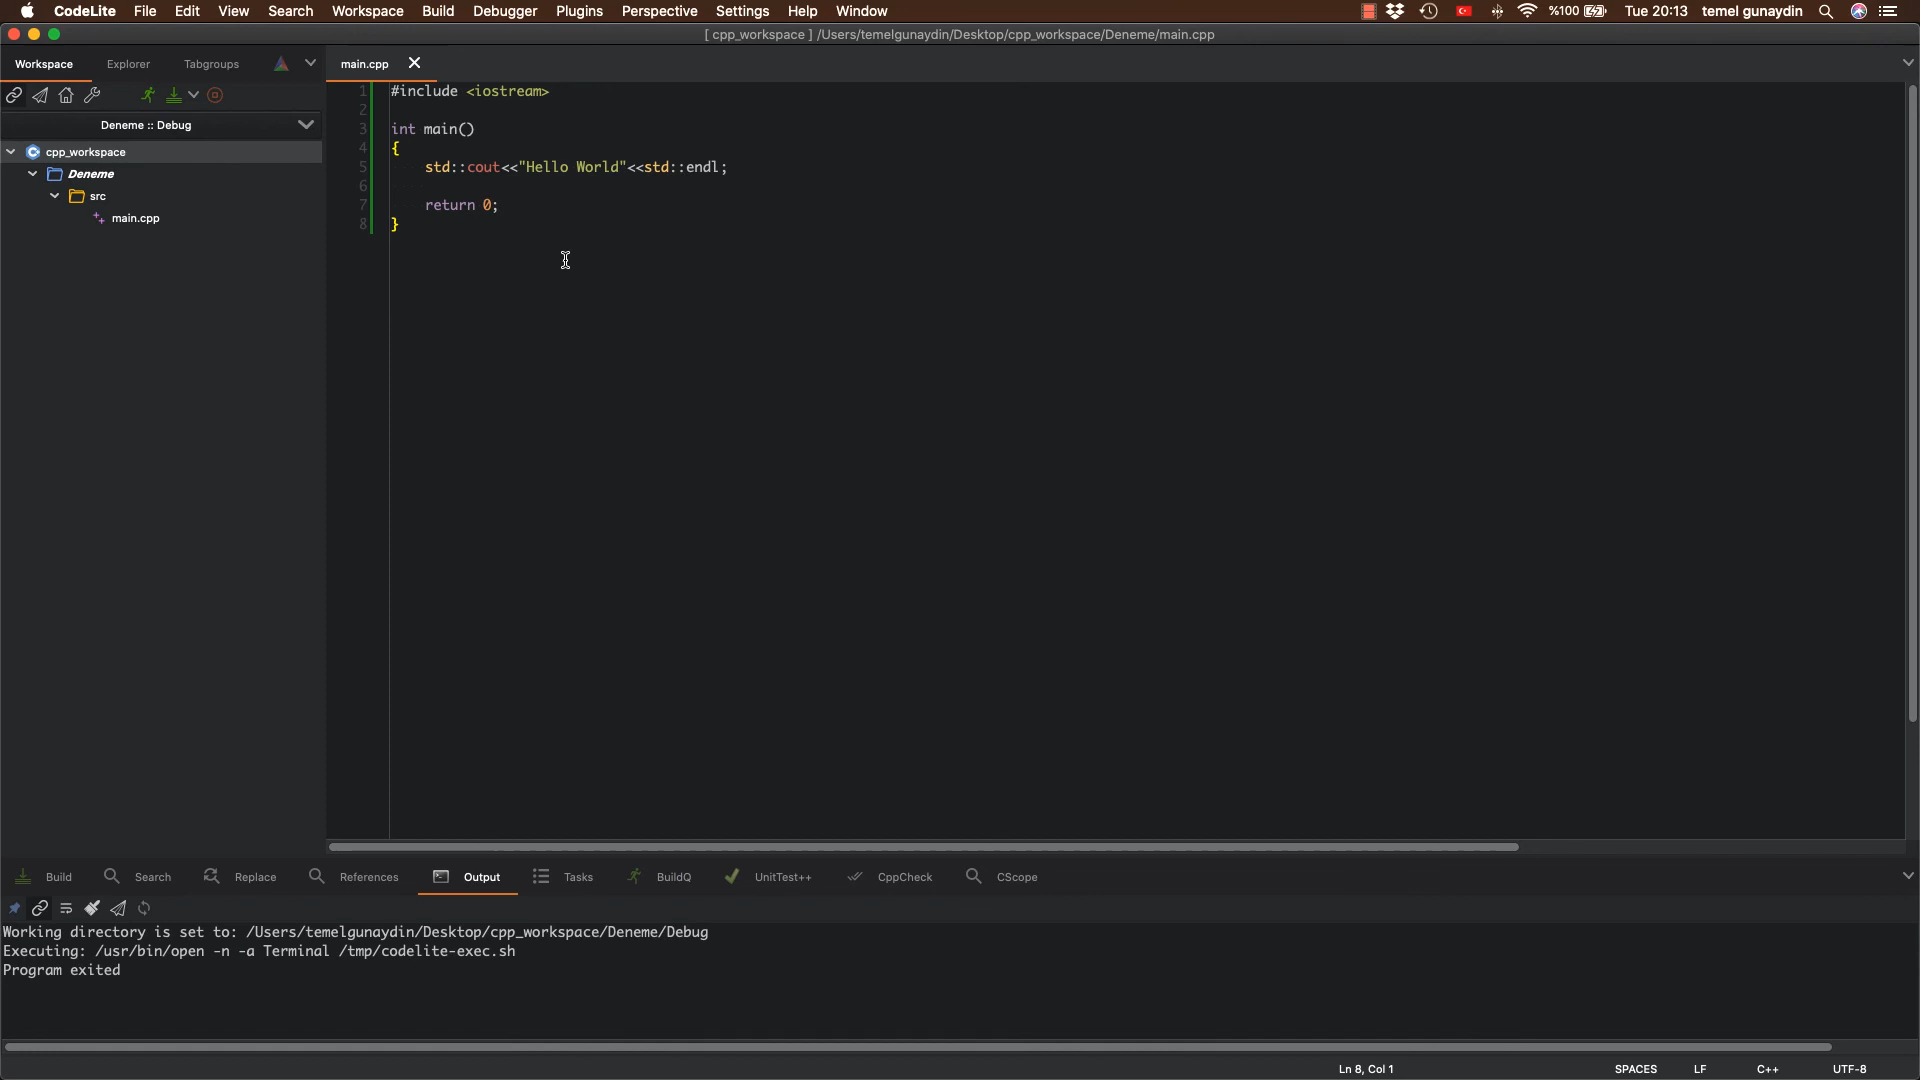 CodeLite File Edit View Search Workspace Build Debugger Plugins Perspective Settings Help Window %100 Tue 20:13 temel gunaydin
[ cpp_workspace ] /Users/temelgunaydin/Desktop/cpp_workspace/Deneme/main.cpp
Workspace Explorer Tabgroups
main.cpp
Deneme :: Debug
cpp_workspace
Deneme
src
main.cpp
1 #include <iostream>
2
3 int main()
4 {
5 std::cout<<"Hello World"<<std::endl;
6
7 return 0;
8 }
Build Search Replace References Output Tasks BuildQ UnitTest++ CppCheck CScope
Working directory is set to: /Users/temelgunaydin/Desktop/cpp_workspace/Deneme/Debug
Executing: /usr/bin/open -n -a Terminal /tmp/codelite-exec.sh
Program exited
Ln 8, Col 1 SPACES LF C++ UTF-8